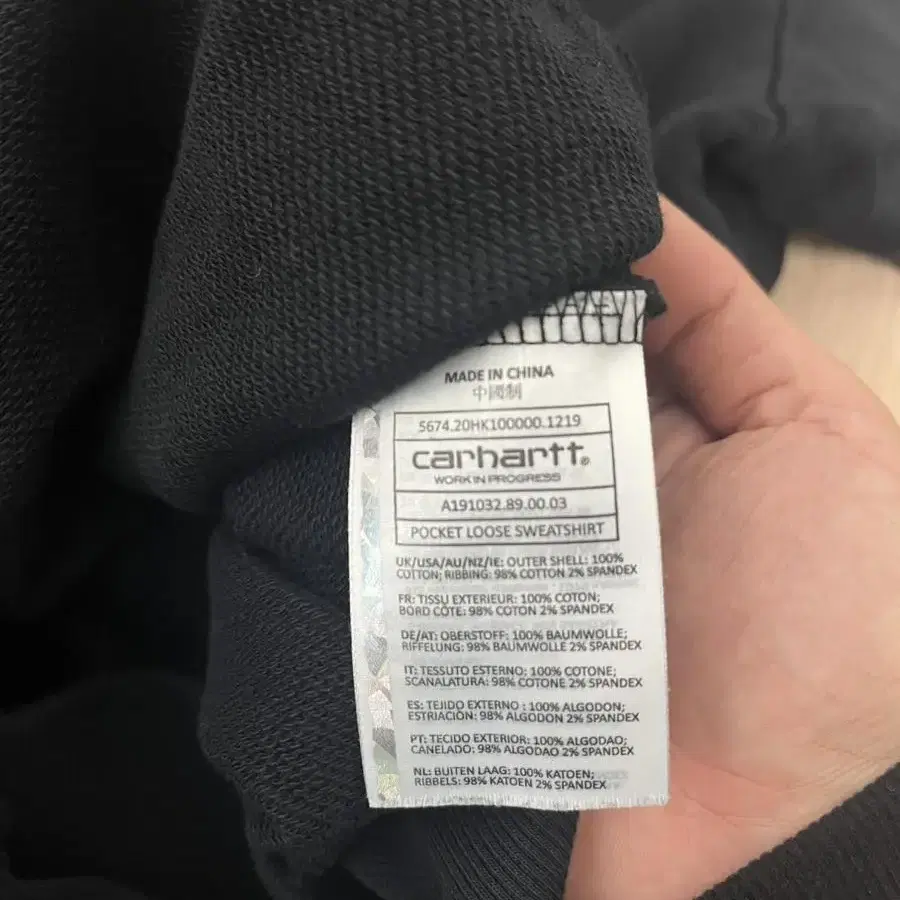 MADE IN CHINA
中國制
5674.20HK100000.1219
carhartt®
WORK IN PROGRESS
A191032.89.00.03
POCKET LOOSE SWEATSHIRT
UK/USA/AU/NZ/IE: OUTER SHELL: 100%
COTTON; RIBBING: 98% COTTON 2% SPANDEX
FR: TISSU EXTERIEUR: 100% COTON;
BORD CÔTE: 98% COTON 2% SPANDEX
DE/AT: OBERSTOFF: 100% BAUMWOLLE;
RIFFELUNG: 98% BAUMWOLLE 2% SPANDEX
IT: TESSUTO ESTERNO: 100% COTONE;
SCANALATURA: 98% COTONE 2% SPANDEX
ES: TEJIDO EXTERNO : 100% ALGODON;
ESTRIACIÓN: 98% ALGODON 2% SPANDEX
PT: TECIDO EXTERIOR: 100% ALGODAO;
CANELADO: 98% ALGODAO 2% SPANDEX
NL: BUITEN LAAG: 100% KATOEN;
RIBBELS: 98% KATOEN 2% SPANDEX